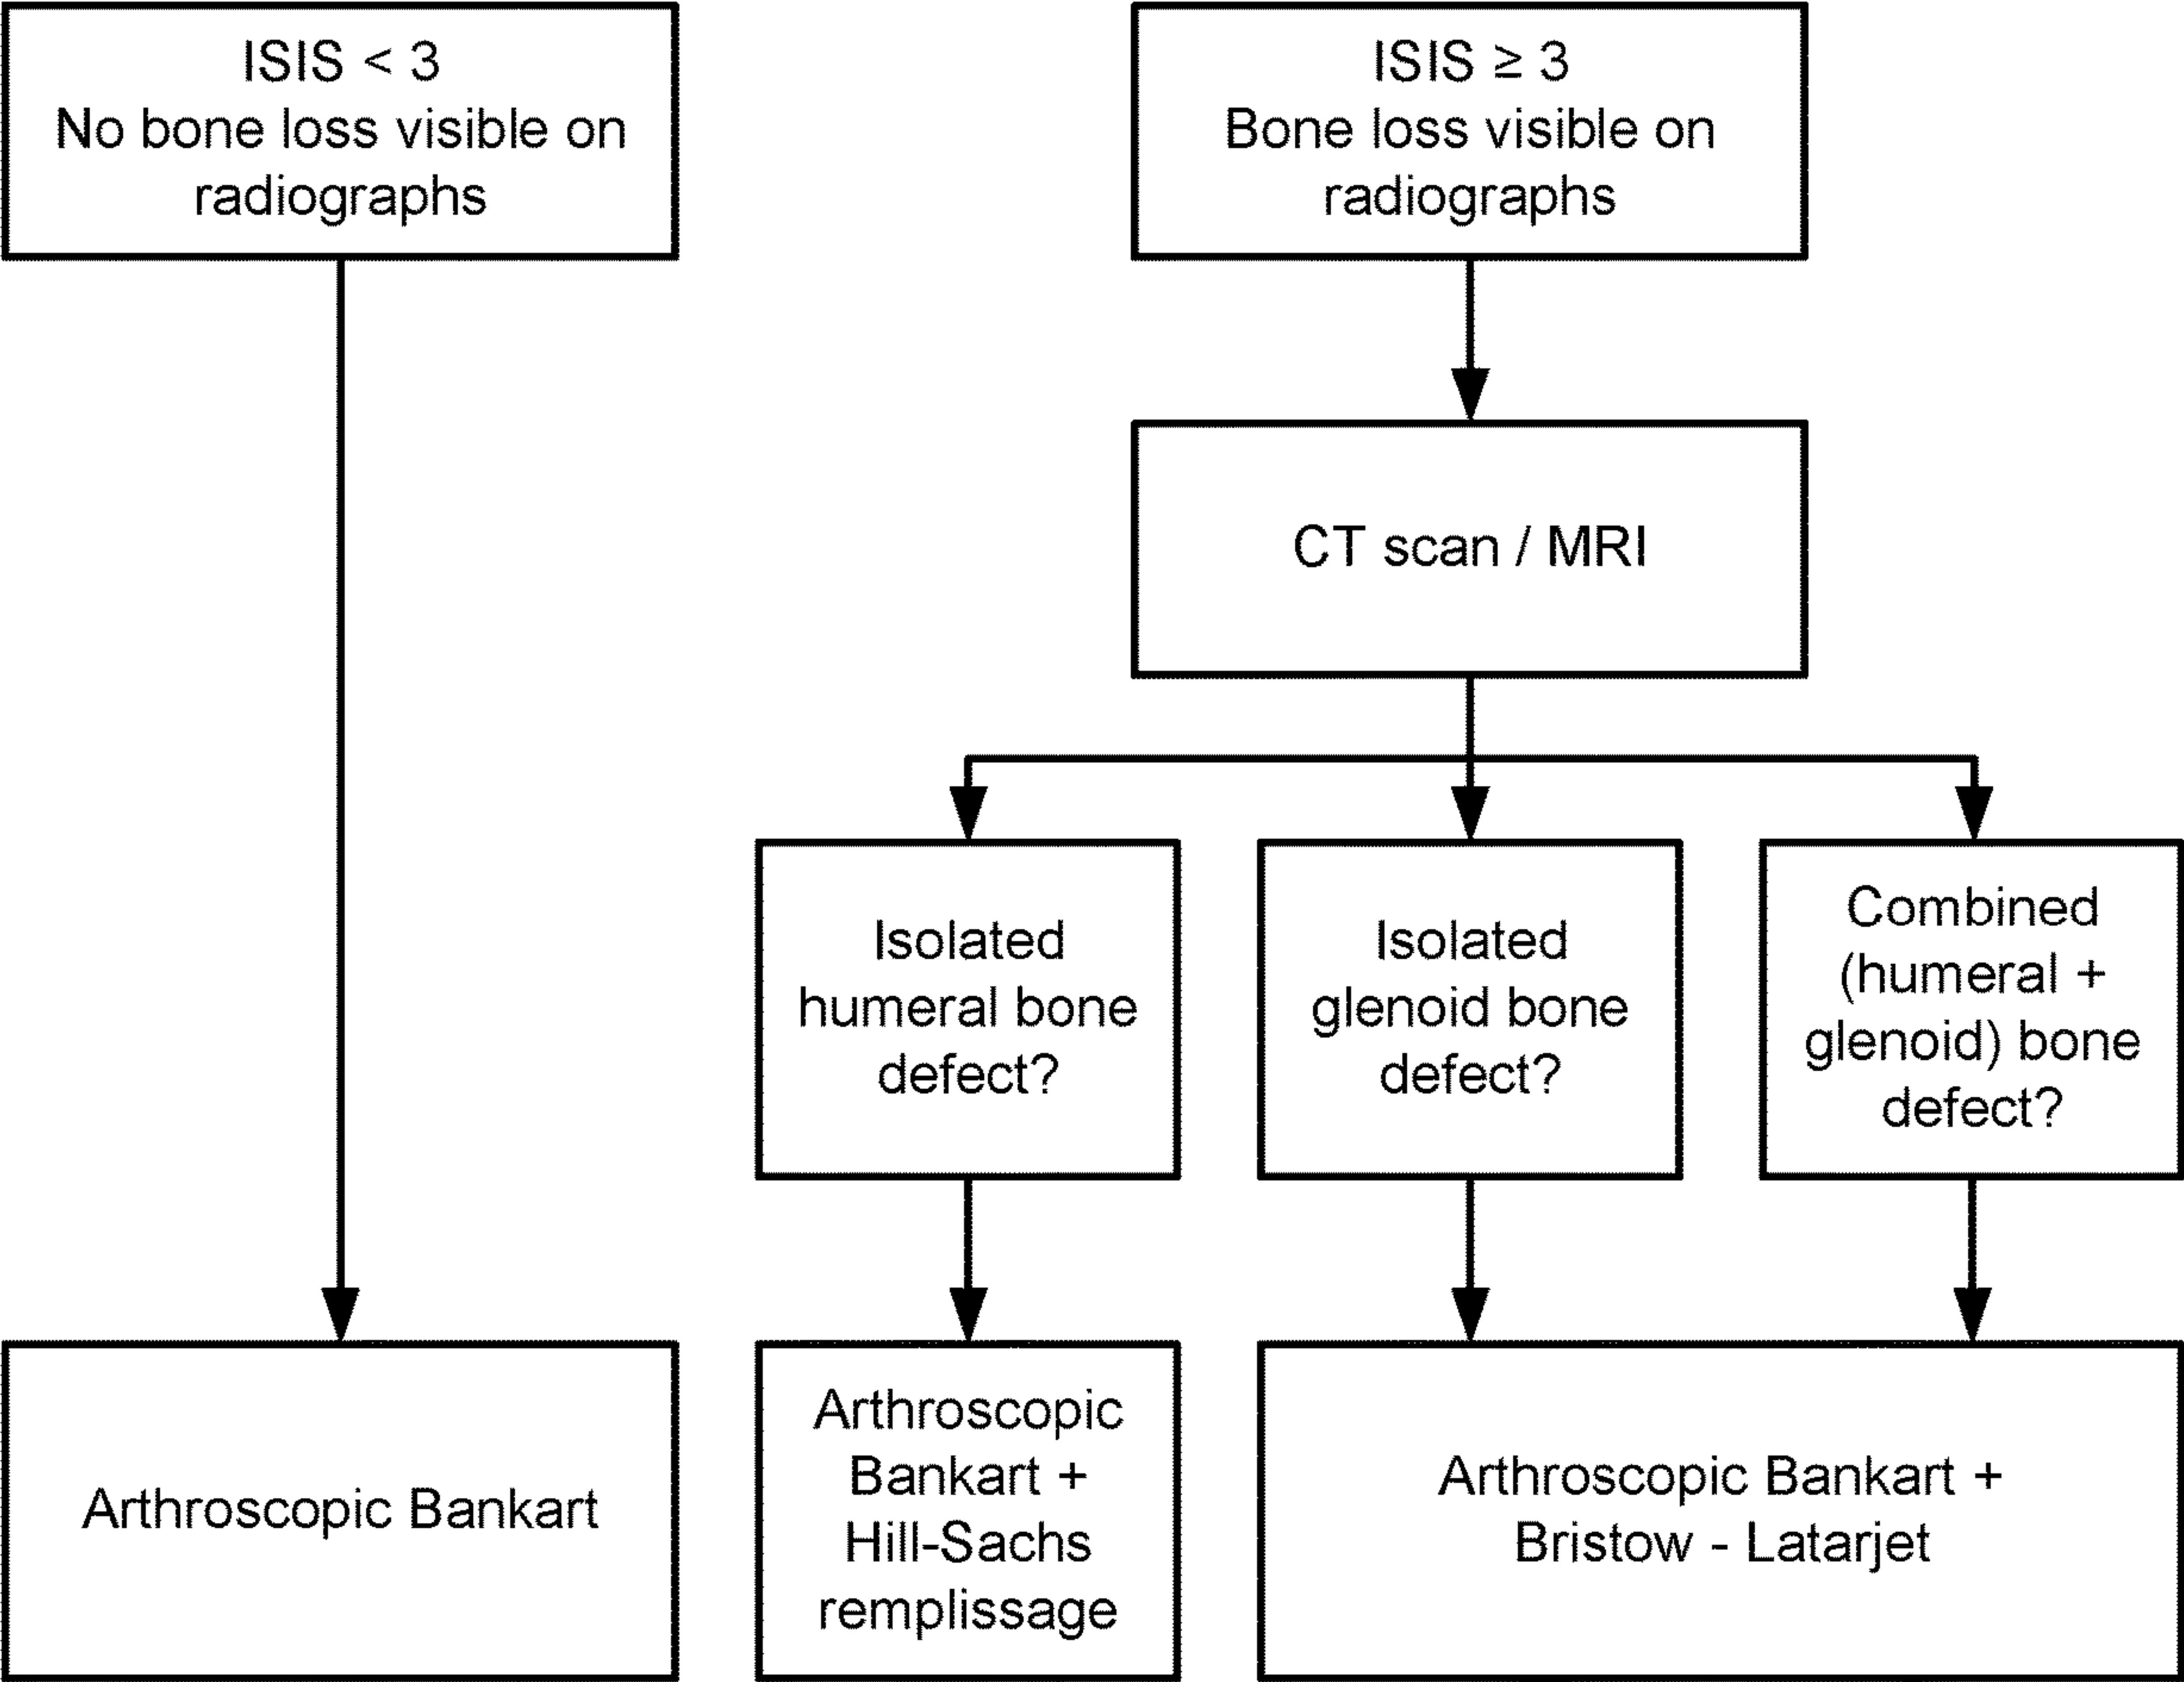 ISIS < 3
No bone loss visible on
radiographs
ISIS ≥ 3
Bone loss visible on
radiographs
CT scan / MRI
Isolated
humeral bone
defect?
Isolated
glenoid bone
defect?
Combined
(humeral +
glenoid) bone
defect?
Arthroscopic Bankart
Arthroscopic
Bankart +
Hill-Sachs
remplissage
Arthroscopic Bankart +
Bristow - Latarjet